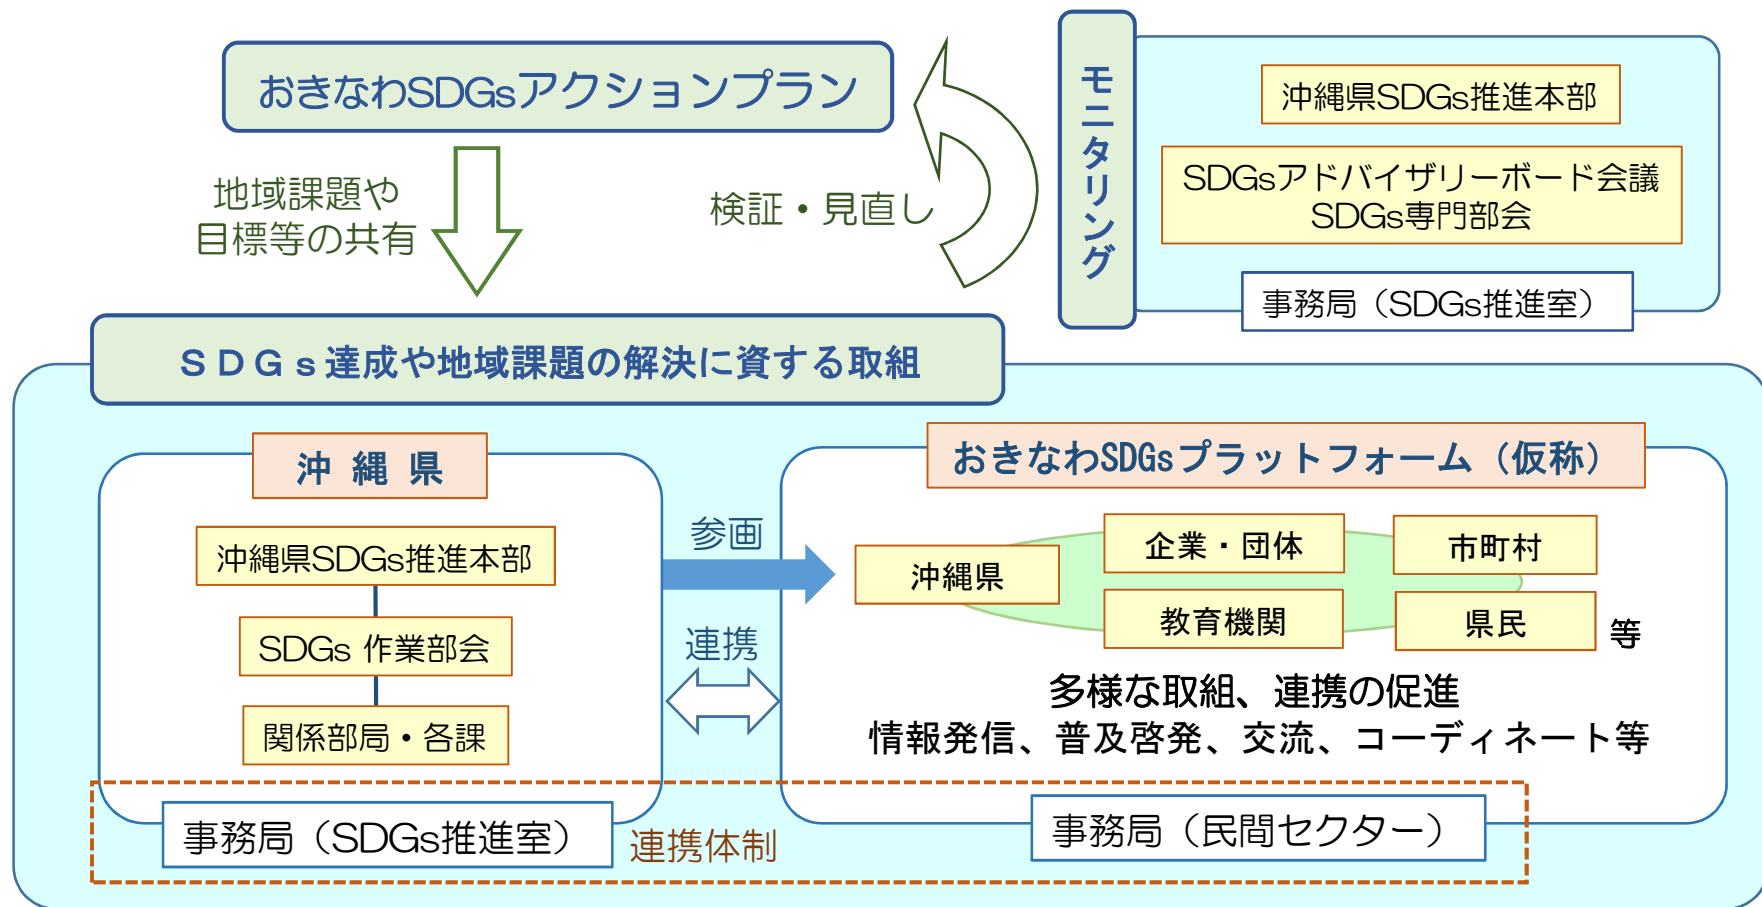 おきなわSDGsアクションプラン
地域課題や
目標等の共有
検証・見直し
モニタリング
沖縄県SDGs推進本部
SDGsアドバイザリーボード会議
SDGs専門部会
事務局（SDGs推進室）
ＳＤＧｓ達成や地域課題の解決に資する取組
沖 縄 県
沖縄県SDGs推進本部
SDGs 作業部会
関係部局・各課
事務局（SDGs推進室）
参画
連携
連携体制
おきなわSDGsプラットフォーム（仮称）
沖縄県
企業・団体
市町村
教育機関
県民
等
多様な取組、連携の促進
情報発信、普及啓発、交流、コーディネート等
事務局（民間セクター）